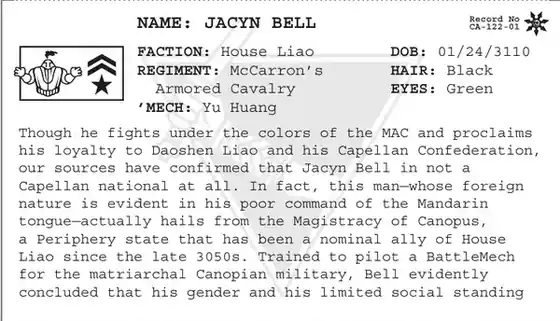 NAME: JACYN BELL
Record No
CA-122-01
FACTION: House Liao
DOB: 01/24/3110
REGIMENT: McCarron’s
HAIR: Black
Armored Cavalry
EYES: Green
’MECH: Yu Huang
Though he fights under the colors of the MAC and proclaims
his loyalty to Daoshen Liao and his Capellan Confederation,
our sources have confirmed that Jacyn Bell in not a
Capellan national at all. In fact, this man—whose foreign
nature is evident in his poor command of the Mandarin
tongue—actually hails from the Magistracy of Canopus,
a Periphery state that has been a nominal ally of House
Liao since the late 3050s. Trained to pilot a BattleMech
for the matriarchal Canopian military, Bell evidently
concluded that his gender and his limited social standing